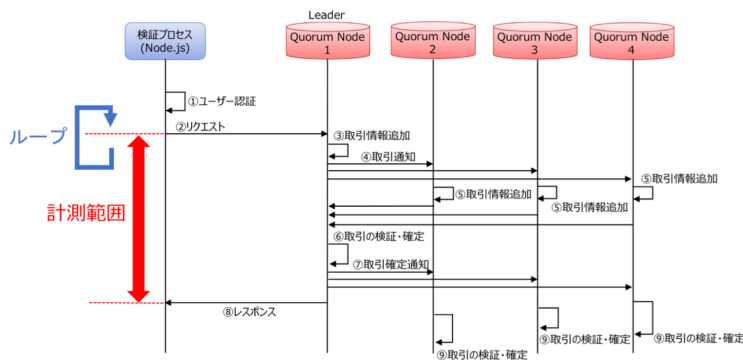 Leader
検証プロセス
(Node.js)
Quorum Node
1
Quorum Node
2
Quorum Node
3
Quorum Node
4
①ユーザー認証
ループ
②リクエスト
③取引情報追加
④取引通知
⑤取引情報追加
⑤取引情報追加
⑤取引情報追加
計測範囲
⑥取引の検証・確定
⑦取引確定通知
⑧レスポンス
⑨取引の検証・確定
⑨取引の検証・確定
⑨取引の検証・確定